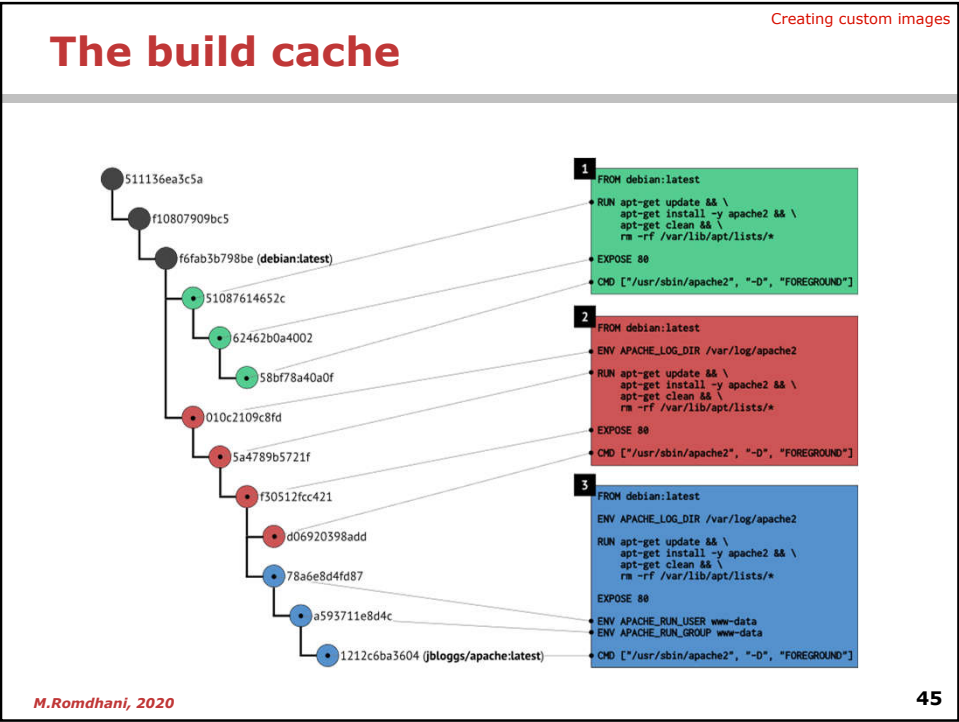 Creating custom images
The build cache
511136ea3c5a
f10807909bc5
f6fab3b798be (debian:latest)
51087614652c
62462b0a4002
58bf78a40a0f
010c2109c8fd
5a4789b5721f
f30512fcc421
d06920398add
78a6e8d4fd87
a593711e8d4c
1212c6ba3604 (jbloggs/apache:latest)
1
FROM debian:latest
RUN apt-get update && \
apt-get install -y apache2 && \
apt-get clean && \
rm -rf /var/lib/apt/lists/*
EXPOSE 80
CMD ["/usr/sbin/apache2", "-D", "FOREGROUND"]
2
FROM debian:latest
ENV APACHE_LOG_DIR /var/log/apache2
RUN apt-get update && \
apt-get install -y apache2 && \
apt-get clean && \
rm -rf /var/lib/apt/lists/*
EXPOSE 80
CMD ["/usr/sbin/apache2", "-D", "FOREGROUND"]
3
FROM debian:latest
ENV APACHE_LOG_DIR /var/log/apache2
RUN apt-get update && \
apt-get install -y apache2 && \
apt-get clean && \
rm -rf /var/lib/apt/lists/*
EXPOSE 80
ENV APACHE_RUN_USER www-data
ENV APACHE_RUN_GROUP www-data
CMD ["/usr/sbin/apache2", "-D", "FOREGROUND"]
M.Romdhani, 2020
45